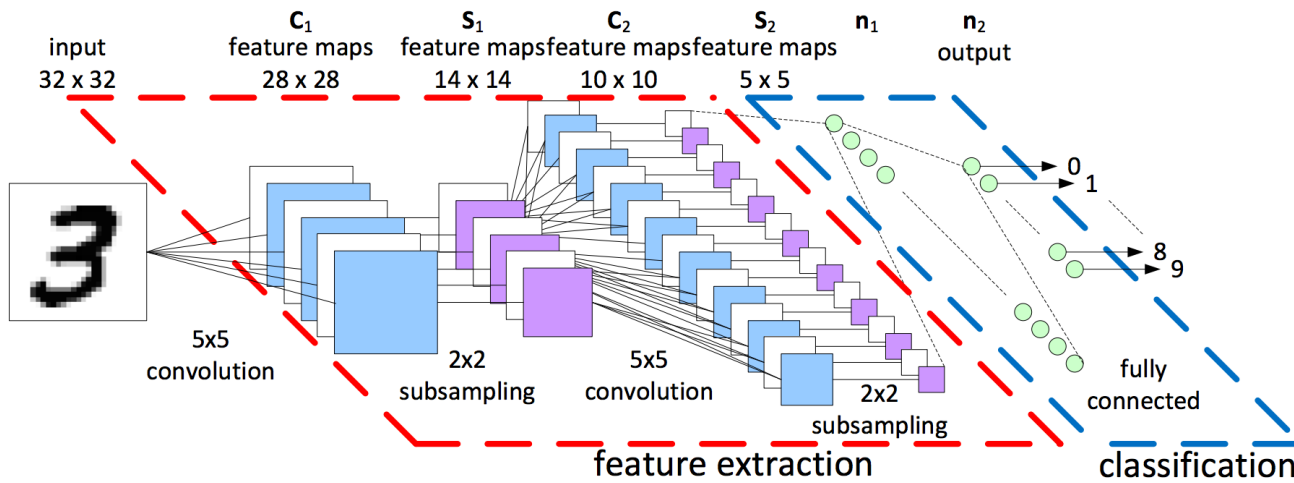 input
32 x 32
C₁
feature maps
28 x 28
S₁
feature maps
14 x 14
C₂
feature maps
10 x 10
S₂
feature maps
5 x 5
n₁
n₂
output
0
1
8
9
5x5
convolution
2x2
subsampling
5x5
convolution
2x2
subsampling
fully
connected
feature extraction
classification
3